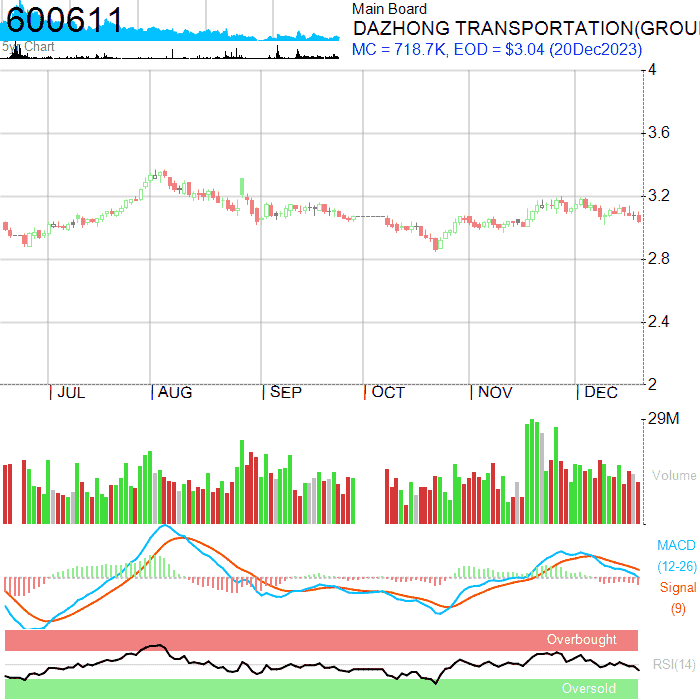 600611
5yr Chart
Main Board
DAZHONG TRANSPORTATION(GROU
MC = 718.7K, EOD = $3.04 (20Dec2023)
4
3.6
3.2
2.8
2.4
2
JUL AUG SEP OCT NOV DEC
29M
Volume
MACD
(12-26)
Signal
(9)
Overbought
RSI(14)
Oversold